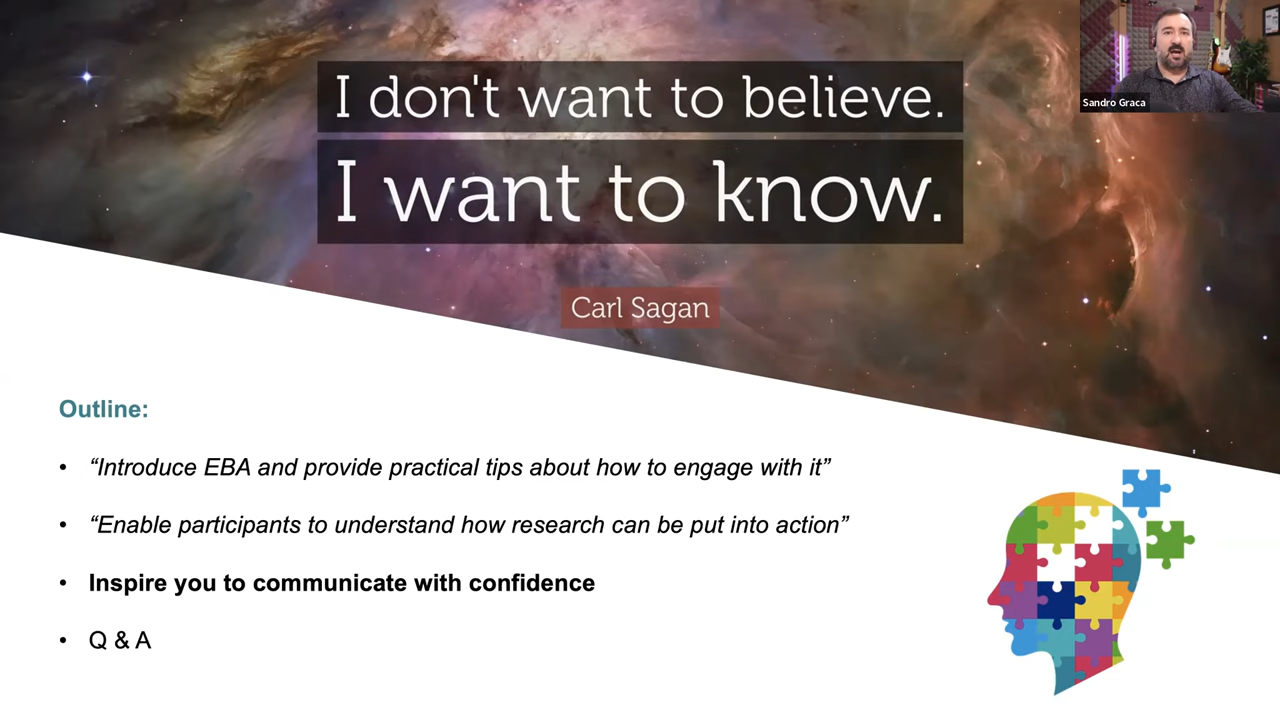 I don't want to believe.
I want to know.
Carl Sagan
Sandro Graca
Outline:
• “Introduce EBA and provide practical tips about how to engage with it”
• “Enable participants to understand how research can be put into action”
• Inspire you to communicate with confidence
• Q & A